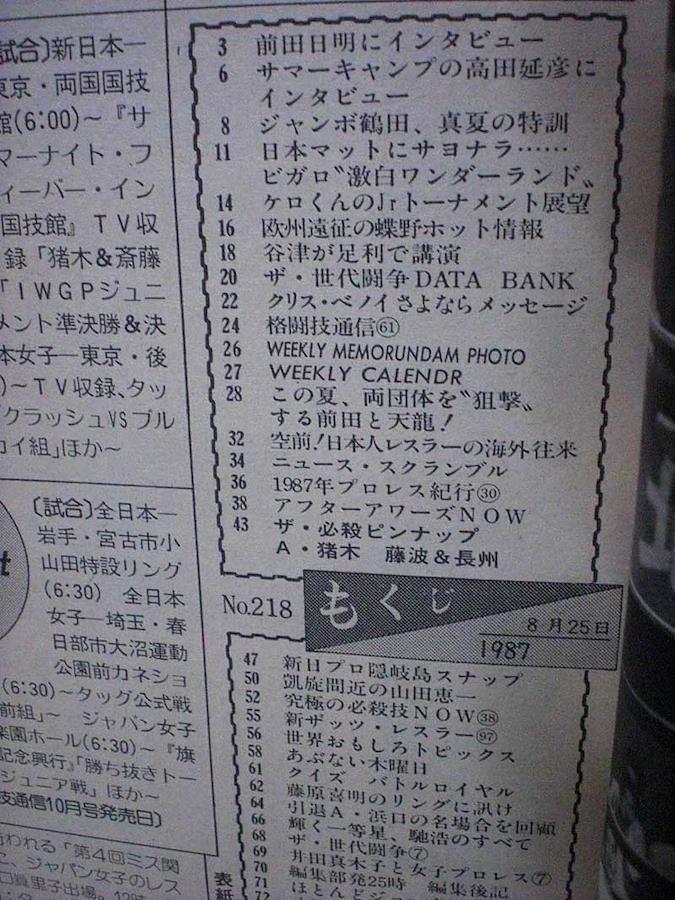 〔試合〕新日本―
東京・両国国技
館(6:00)~『サ
マーナイト・フ
ィーバー・イン
国技館』ＴＶ収
録「猪木＆斎藤
「ＩＷＧＰジュニ
メント準決勝＆決
本女子―東京・後
)~ＴＶ収録、タッ
クラッシュVSブル
カイ組」ほか~
〔試合〕全日本―
岩手・宮古市小
山田特設リング
(6:30) 全日本
女子―埼玉・春
日部市大沼運動
公園前カネショ
(6:30)~タッグ公式戦
前組」~ ジャパン女子
楽園ホール(6:30)~『旗
記念興行』「勝ち抜きトー
ジュニア戦」ほか~
技通信10月号発売日〕
行われる「第４回ミス関
こ、ジャパン女子のレス
口眞里子出場。12時
3 前田日明にインタビュー
6 サマーキャンプの高田延彦に
インタビュー
8 ジャンボ鶴田、真夏の特訓
11 日本マットにサヨナラ……
ビガロ〝激白ワンダーランド〟
14 ケロくんのJrトーナメント展望
16 欧州遠征の蝶野ホット情報
18 谷津が足利で講演
20 ザ・世代闘争DATA BANK
22 クリス・ベノイさよならメッセージ
24 格闘技通信㉛
26 WEEKLY MEMORUNDAM PHOTO
27 WEEKLY CALENDR
28 この夏、両団体を〝狙撃〟
する前田と天龍！
32 空前！日本人レスラーの海外往来
34 ニュース・スクランブル
36 1987年プロレス紀行㉚
38 アフターアワーズＮＯＷ
43 ザ・必殺ピンナップ
Ａ・猪木 藤波＆長州
No.218
もくじ
8月25日
1987
47 新日プロ隠岐島スナップ
50 凱旋間近の山田恵一
52 究極の必殺技ＮＯＷ㊳
55 新ザッツ・レスラー(97)
56 世界おもしろトピックス
58 あぶない木曜日
61 クイズ バトルロイヤル
62 藤原喜明のリングに訊け
64 引退Ａ・浜口の名場合を回顧
66 輝く一等星、馳浩のすべて
68 ザ・世代闘争⑦
69 井田真木子と女子プロレス⑦
70 編集部発25時 編集後記
71 ほとんど
72
表紙